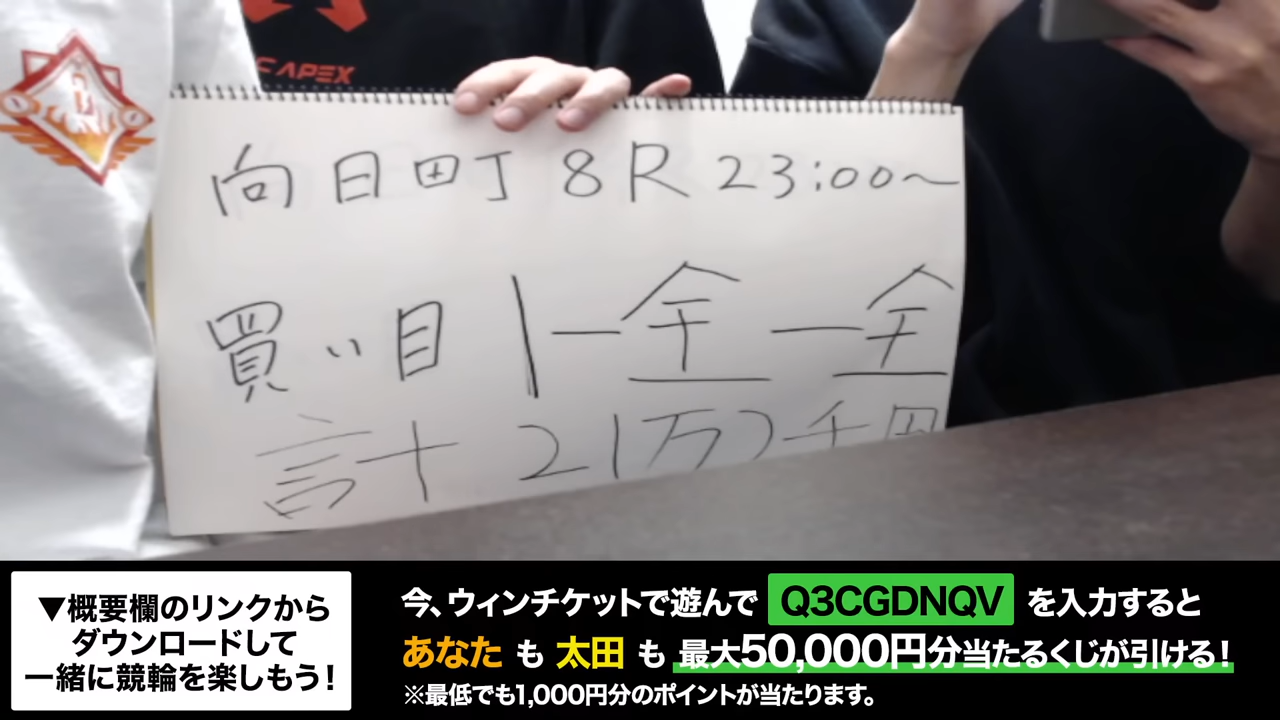 C APEX
向日町 8R 23:00~
買い目 1-全-全
計 21万2千円
▼概要欄のリンクから
ダウンロードして
一緒に競輪を楽しもう!
今、ウィンチケットで遊んで Q3CGDNQV を入力すると
あなた も 太田 も 最大50,000円分当たるくじが引ける!
※最低でも1,000円分のポイントが当たります。